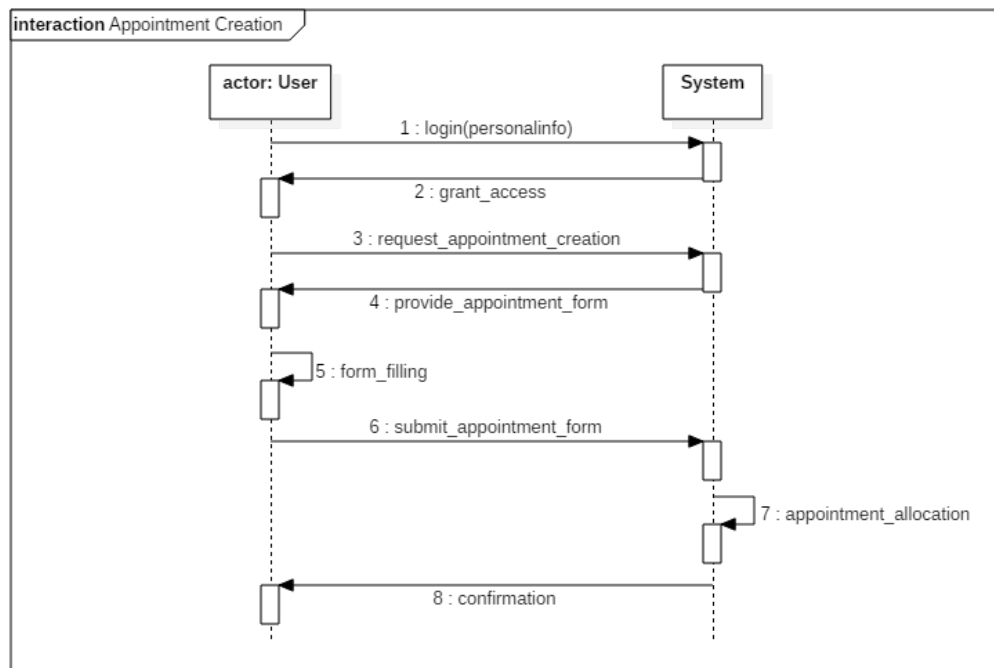 interaction Appointment Creation
actor: User
System
1 : login(personalinfo)
2 : grant_access
3 : request_appointment_creation
4 : provide_appointment_form
5 : form_filling
6 : submit_appointment_form
7 : appointment_allocation
8 : confirmation